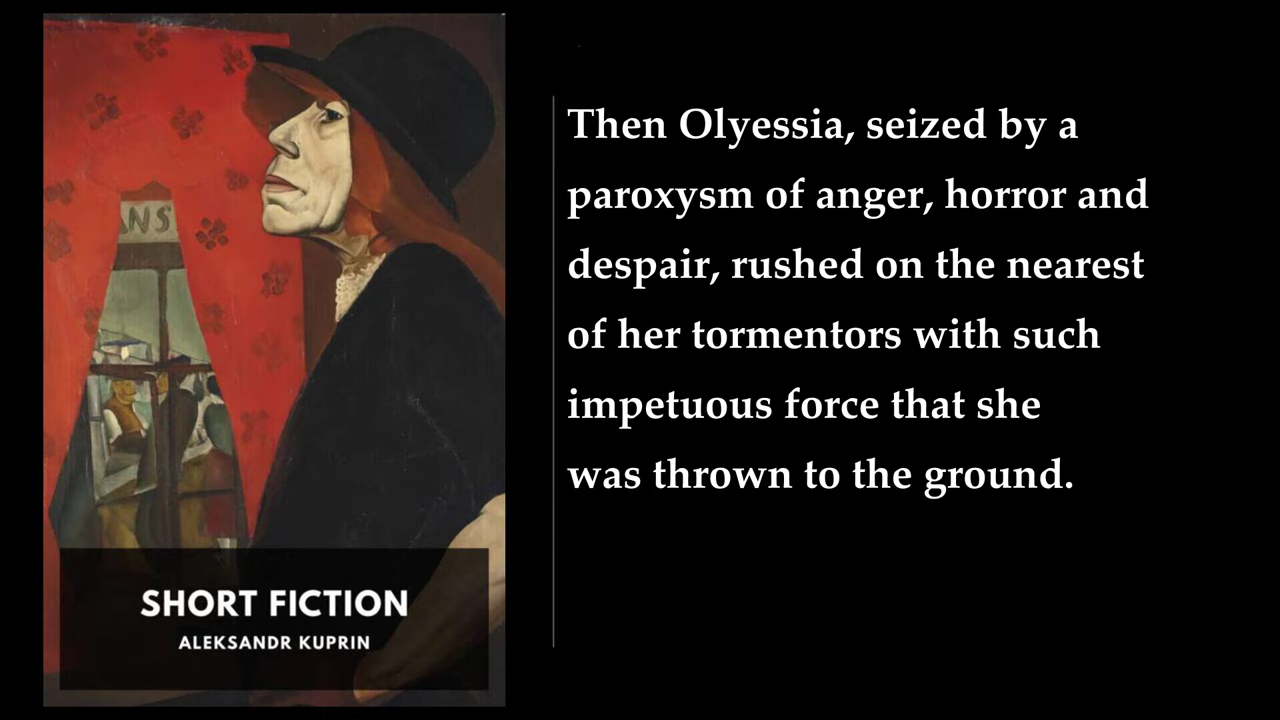 ANS
SHORT FICTION
ALEKSANDR KUPRIN
Then Olyessia, seized by a
paroxysm of anger, horror and
despair, rushed on the nearest
of her tormentors with such
impetuous force that she
was thrown to the ground.